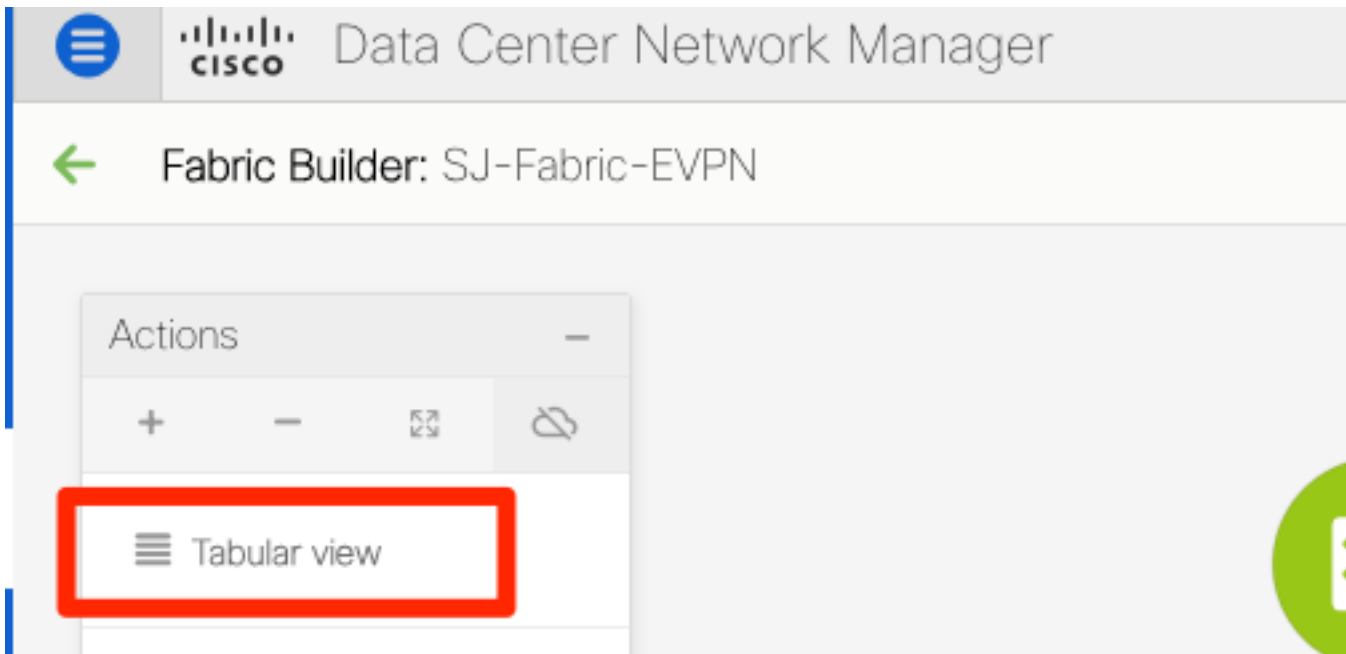 CISCO Data Center Network Manager
Fabric Builder: SJ-Fabric-EVPN
Actions
Tabular view